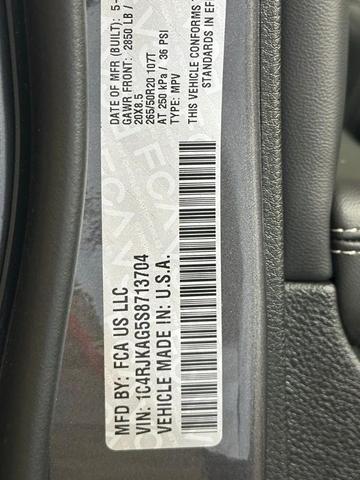 MFD BY: FCA US LLC
DATE OF MFR (BUILT): 5-
GAWR FRONT: 2850 LB /
20X8.5
265/50R20 107T
AT 250 kPa / 36 PSI
TYPE: MPV
THIS VEHICLE CONFORMS
STANDARDS IN EF
VIN: 1C4RJKAG5S8713704
VEHICLE MADE IN: U.S.A.